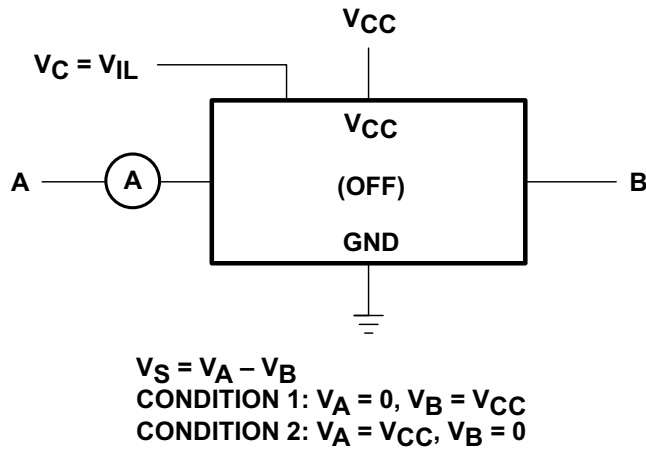 VCC
VC = VIL
VCC
A
A
(OFF)
B
GND
VS = VA – VB
CONDITION 1: VA = 0, VB = VCC
CONDITION 2: VA = VCC, VB = 0